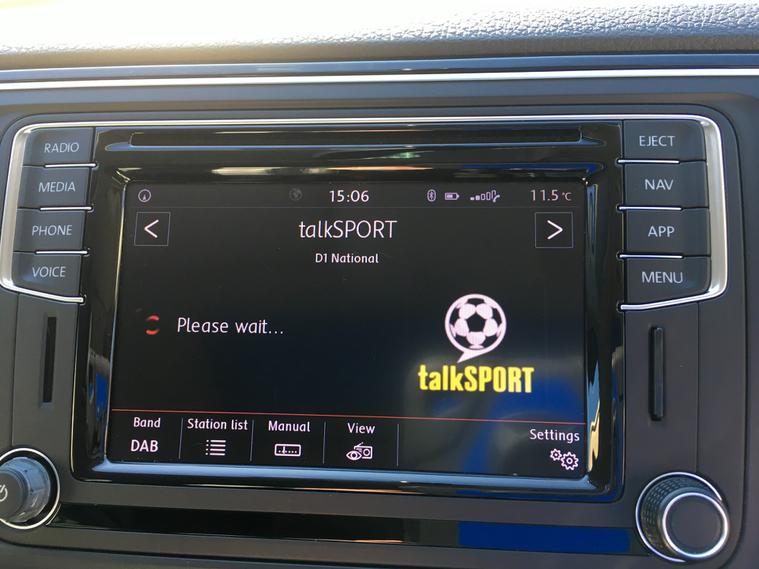 RADIO
MEDIA
PHONE
VOICE
EJECT
NAV
APP
MENU
15:06
11.5 °C
<
talkSPORT
>
D1 National
Please wait...
talkSPORT
Band
DAB
Station list
Manual
View
Settings